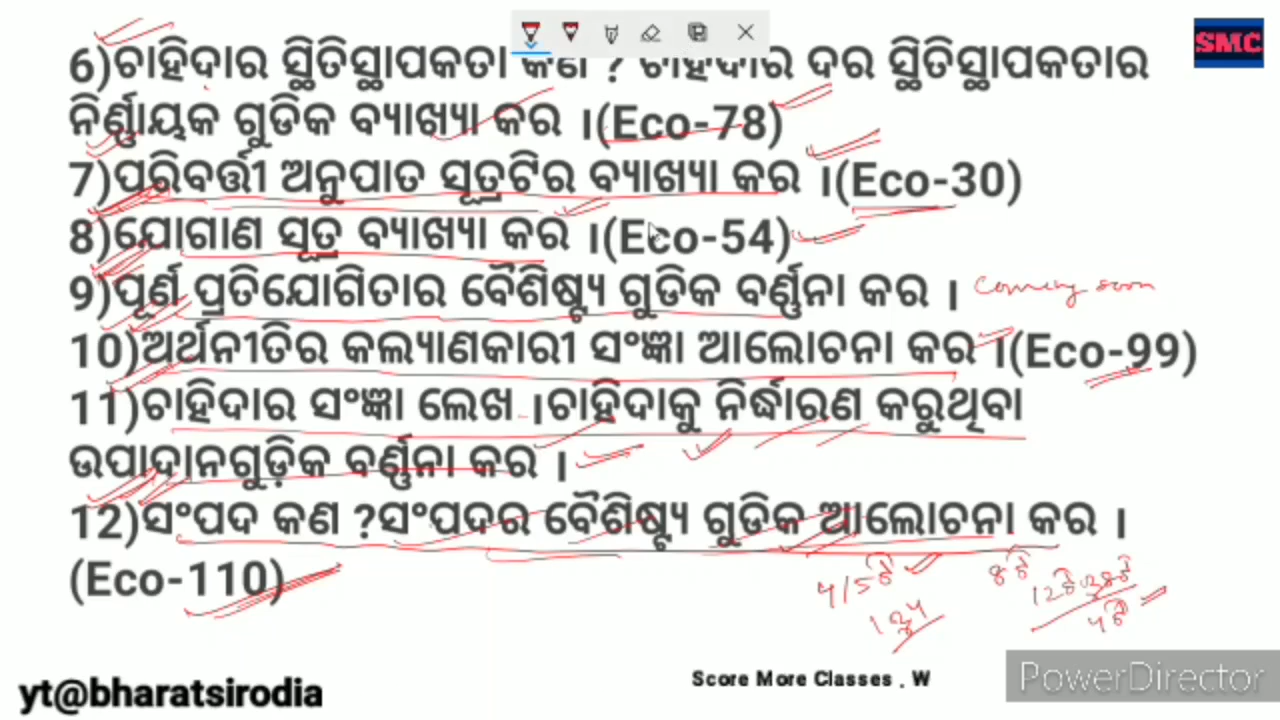 SMC
6)ଚାହିଦାର ସ୍ଥିତିସ୍ଥାପକତା କଣ ? ଚାହିଦାର ଦର ସ୍ଥିତିସ୍ଥାପକତାର
ନିର୍ଣ୍ଣାୟକ ଗୁଡିକ ବ୍ୟାଖ୍ୟା କର ।(Eco-78)
7)ପରିବର୍ତ୍ତୀ ଅନୁପାତ ସୂତ୍ରଟିର ବ୍ୟାଖ୍ୟା କର ।(Eco-30)
8)ଯୋଗାଣ ସୂତ୍ର ବ୍ୟାଖ୍ୟା କର ।(Eco-54)
9)ପୂର୍ଣ ପ୍ରତିଯୋଗିତାର ବୈଶିଷ୍ଟ୍ୟ ଗୁଡିକ ବର୍ଣ୍ଣନା କର । Coming soon
10)ଅର୍ଥନୀତିର କଲ୍ୟାଣକାରୀ ସଂଜ୍ଞା ଆଲୋଚନା କର ।(Eco-99)
11)ଚାହିଦାର ସଂଜ୍ଞା ଲେଖ ।ଚାହିଦାକୁ ନିର୍ଦ୍ଧାରଣ କରୁଥିବା
ଉପାଦାନଗୁଡ଼ିକ ବର୍ଣ୍ଣନା କର ।
12)ସଂପଦ କଣ ?ସଂପଦର ବୈଶିଷ୍ଟ୍ୟ ଗୁଡିକ ଆଲୋଚନା କର ।
(Eco-110)
4/5ଟି 8ଟି
yt@bharatsirodia
Score More Classes . W
PowerDirector